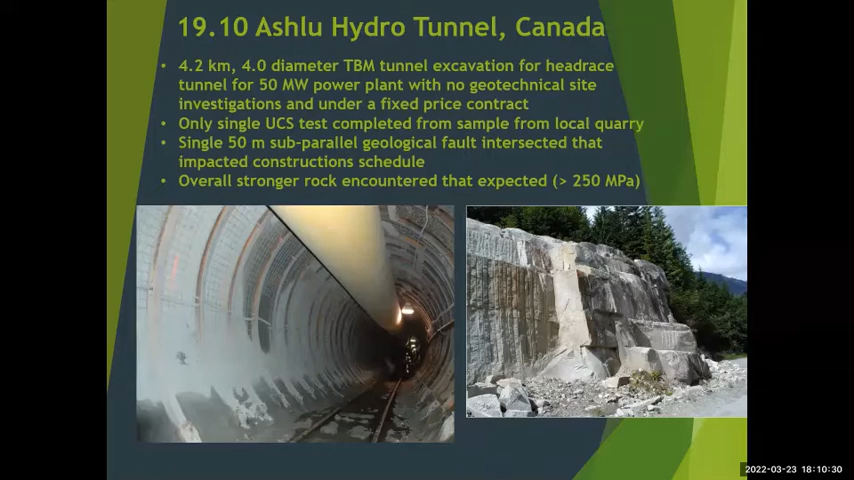 19.10 Ashlu Hydro Tunnel, Canada
• 4.2 km, 4.0 diameter TBM tunnel excavation for headrace
tunnel for 50 MW power plant with no geotechnical site
investigations and under a fixed price contract
• Only single UCS test completed from sample from local quarry
• Single 50 m sub-parallel geological fault intersected that
impacted constructions schedule
• Overall stronger rock encountered that expected (> 250 MPa)
2022-03-23 18:10:30